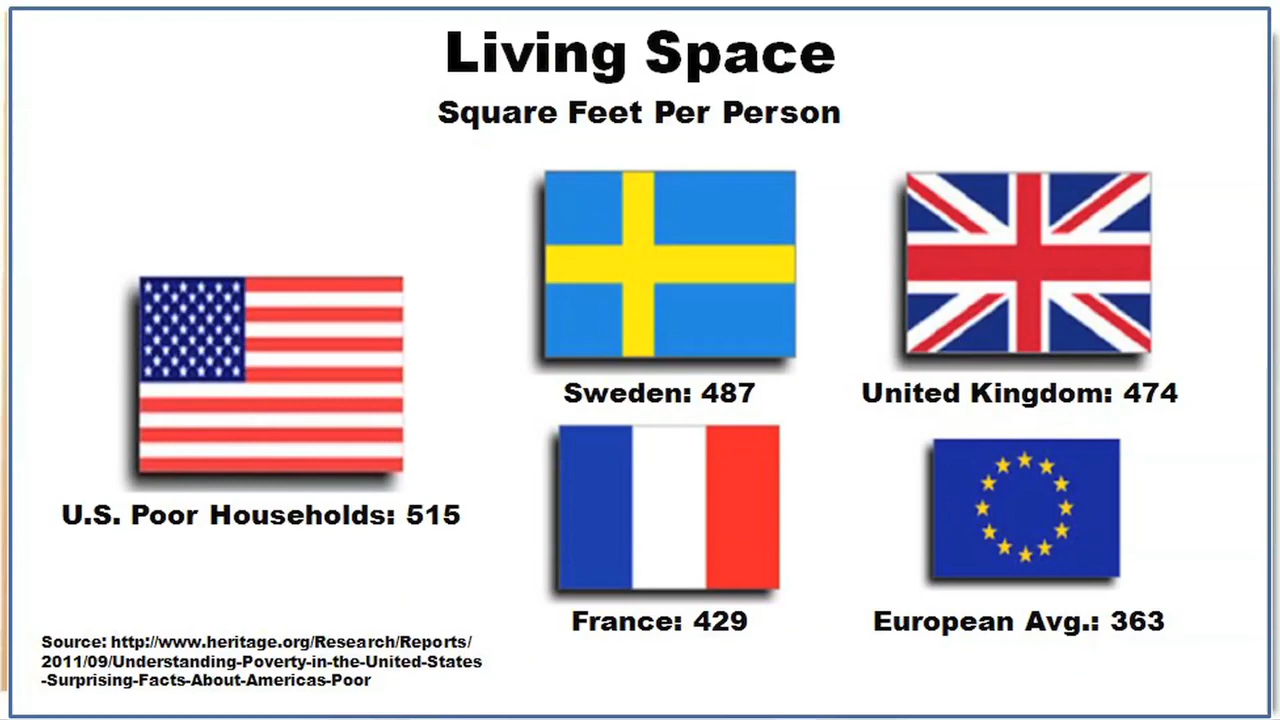 Living Space
Square Feet Per Person
U.S. Poor Households: 515
Sweden: 487
United Kingdom: 474
France: 429
European Avg.: 363
Source: http://www.heritage.org/Research/Reports/
2011/09/Understanding-Poverty-in-the-United-States
-Surprising-Facts-About-Americas-Poor